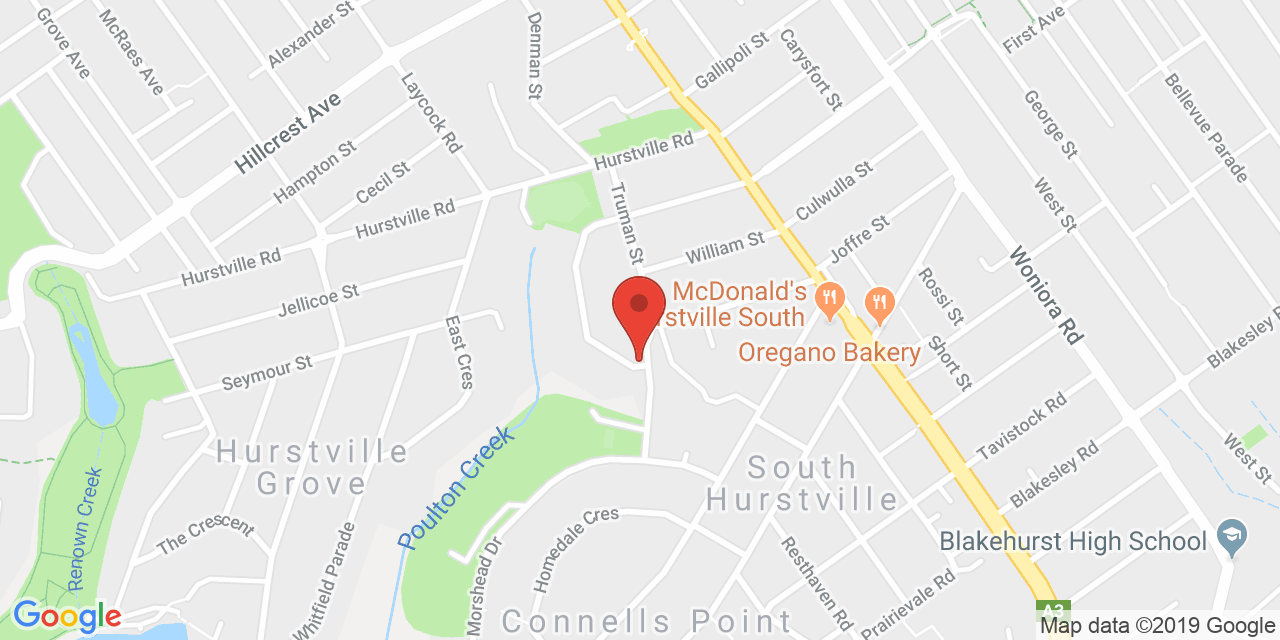 Grove Ave
McRaes Ave
Alexander St
Denman St
Gallipoli St
Carysfort St
First Ave
Bellevue Parade
George St
Laycock Rd
Hillcrest Ave
Hampton St
Cecil St
Hurstville Rd
Hurstville Rd
Hurstville Rd
Truman St
William St
Culwulla St
Joffre St
West St
Woniora Rd
Rossi St
Jellicoe St
East Cres
Seymour St
McDonald's
rstville South
Oregano Bakery
Short St
Blakesley R
Tavistock Rd
Blakesley Rd
West St
Hurstville
Grove
Poulton Creek
South
Hurstville
Renown Creek
The Crescent
Whitfield Parade
Morshead Dr
Homedale Cres
Resthaven Rd
Prairievale Rd
Blakehurst High School
Connells Point
A3
Google
Map data ©2019 Google